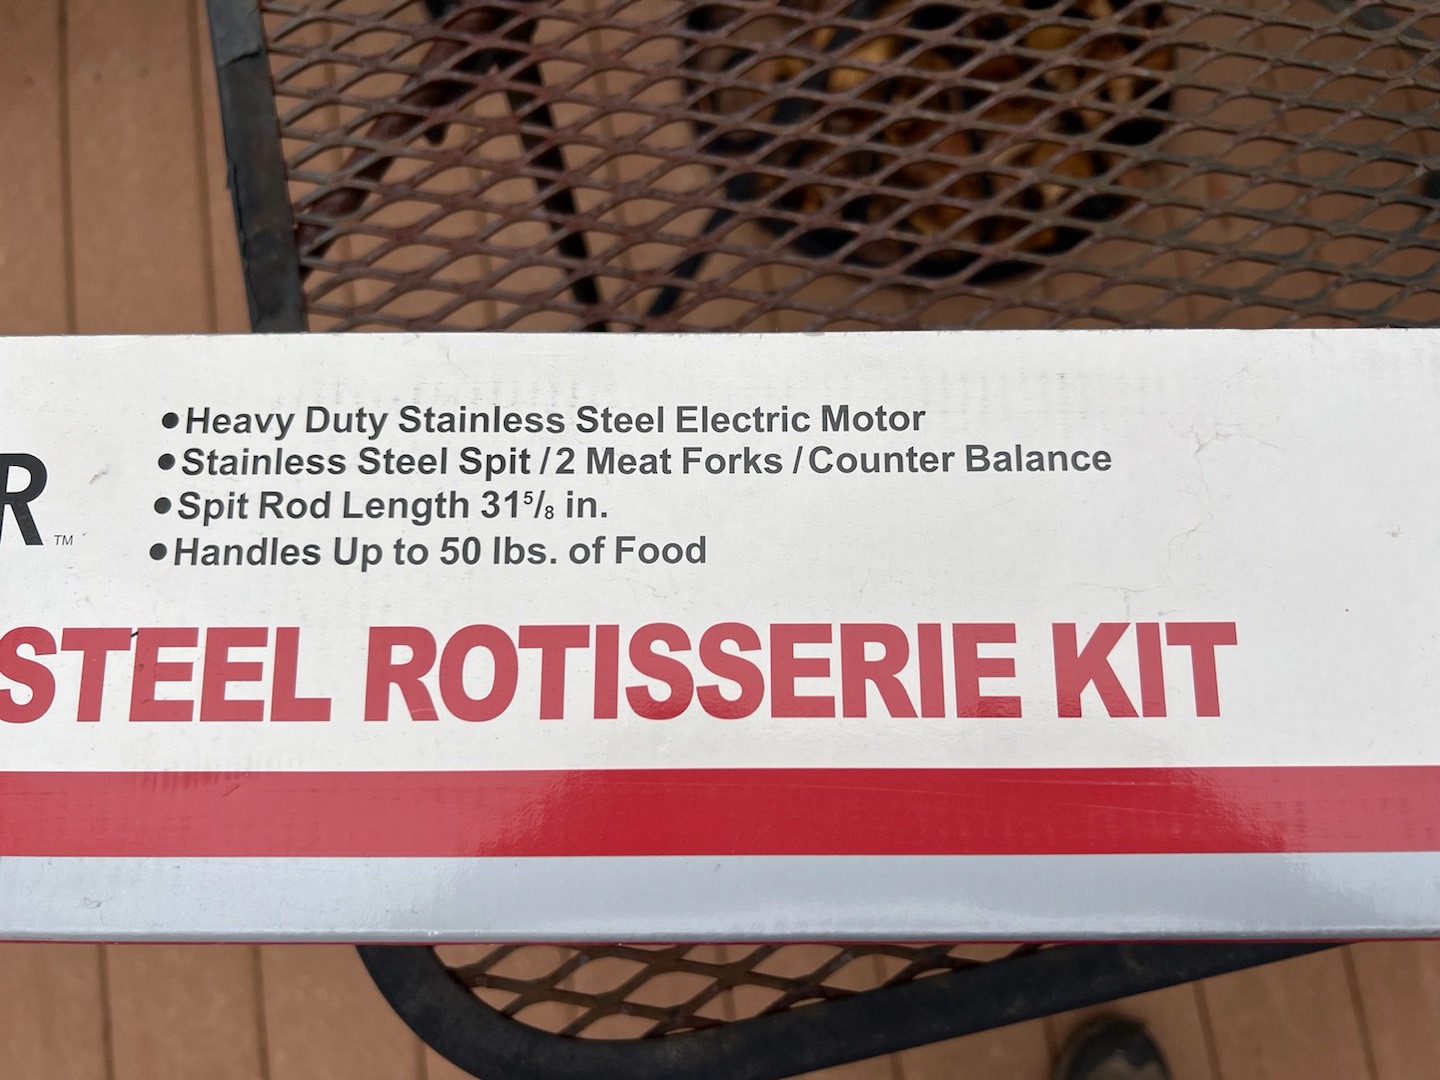 ●Heavy Duty Stainless Steel Electric Motor
●Stainless Steel Spit / 2 Meat Forks / Counter Balance
●Spit Rod Length 31⁵/₈ in.
●Handles Up to 50 lbs. of Food
R™
STEEL ROTISSERIE KIT